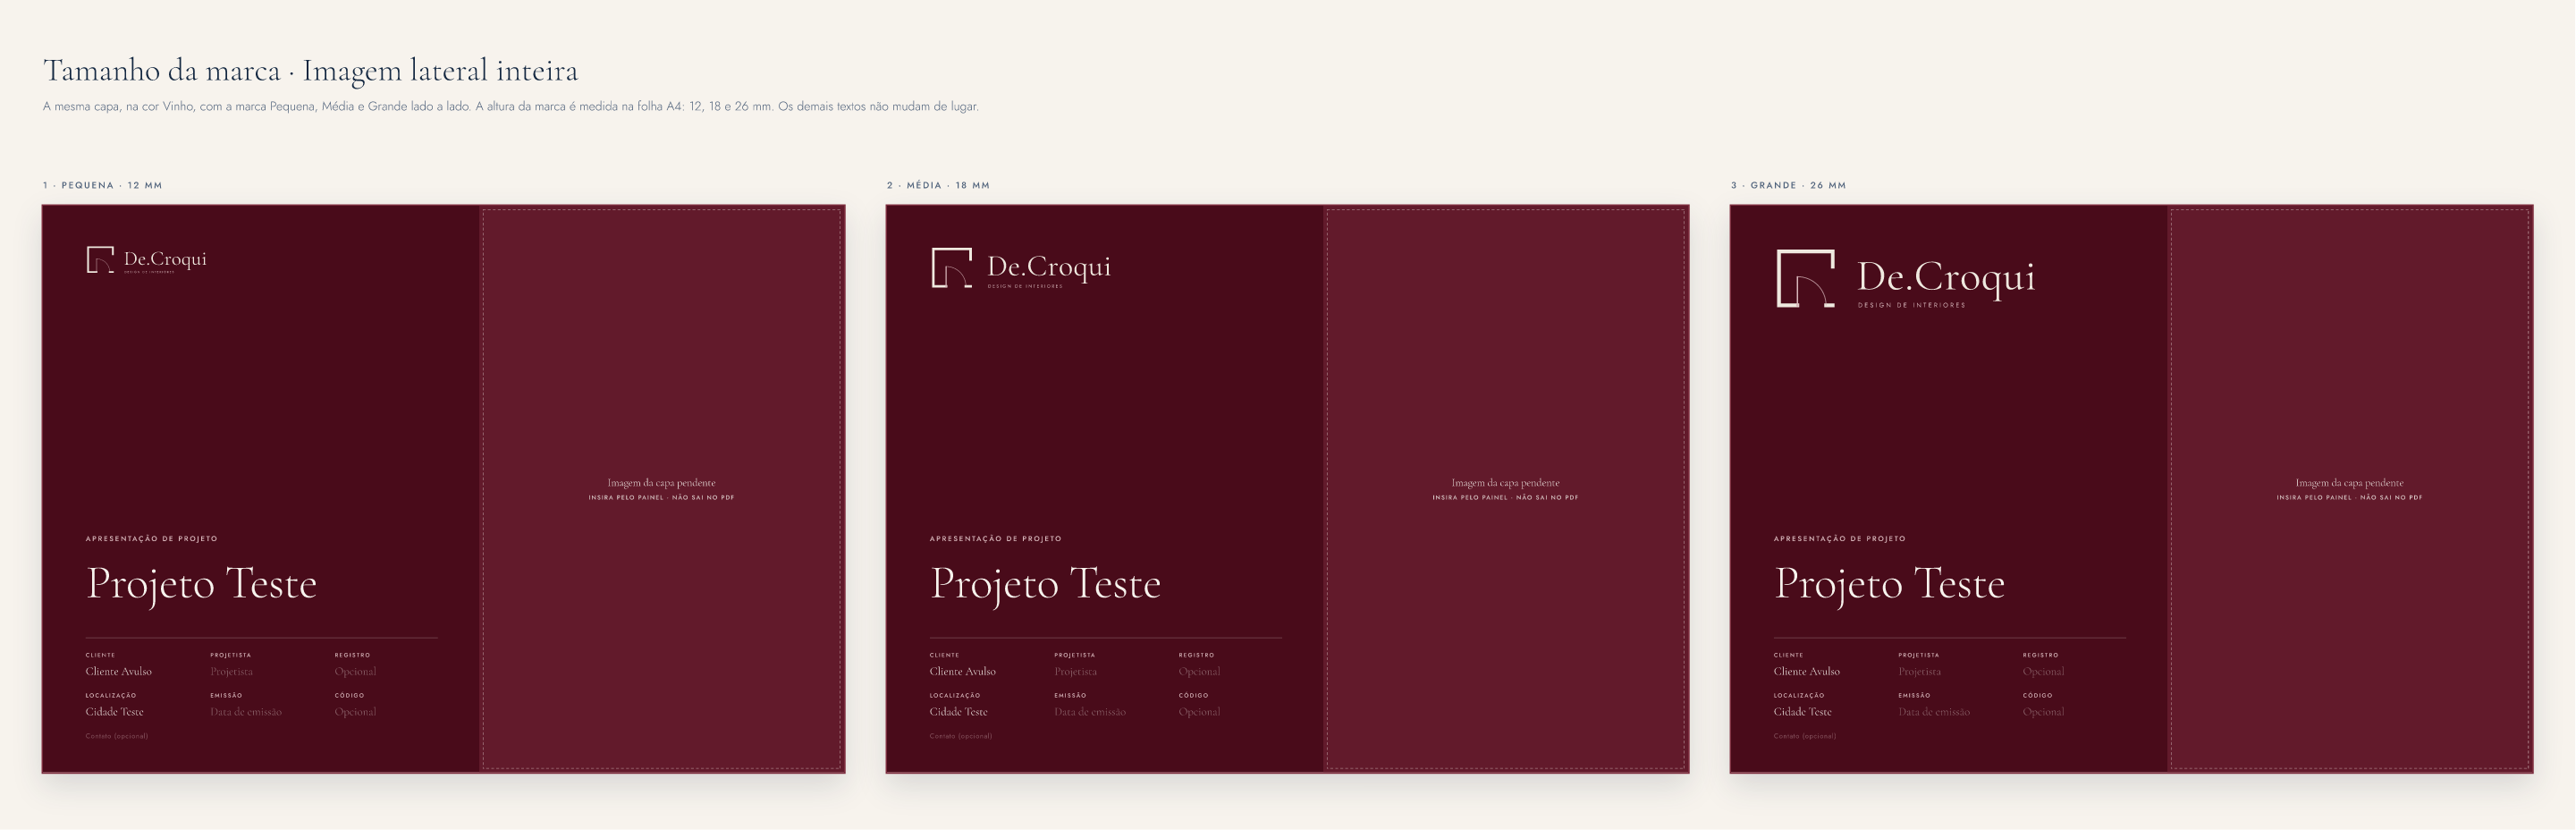 Tamanho da marca · Imagem lateral inteira
A mesma capa, na cor Vinho, com a marca Pequena, Média e Grande lado a lado. A altura da marca é medida na folha A4: 12, 18 e 26 mm. Os demais textos não mudam de lugar.
1 · PEQUENA · 12 MM
De.Croqui
DESIGN DE INTERIORES
Imagem da capa pendente
INSIRA PELO PAINEL · NÃO SAI NO PDF
APRESENTAÇÃO DE PROJETO
Projeto Teste
CLIENTE PROJETISTA REGISTRO
Cliente Avulso Projetista Opcional
LOCALIZAÇÃO EMISSÃO CÓDIGO
Cidade Teste Data de emissão Opcional
Contato (opcional)
2 · MÉDIA · 18 MM
De.Croqui
DESIGN DE INTERIORES
Imagem da capa pendente
INSIRA PELO PAINEL · NÃO SAI NO PDF
APRESENTAÇÃO DE PROJETO
Projeto Teste
CLIENTE PROJETISTA REGISTRO
Cliente Avulso Projetista Opcional
LOCALIZAÇÃO EMISSÃO CÓDIGO
Cidade Teste Data de emissão Opcional
Contato (opcional)
3 · GRANDE · 26 MM
De.Croqui
DESIGN DE INTERIORES
Imagem da capa pendente
INSIRA PELO PAINEL · NÃO SAI NO PDF
APRESENTAÇÃO DE PROJETO
Projeto Teste
CLIENTE PROJETISTA REGISTRO
Cliente Avulso Projetista Opcional
LOCALIZAÇÃO EMISSÃO CÓDIGO
Cidade Teste Data de emissão Opcional
Contato (opcional)